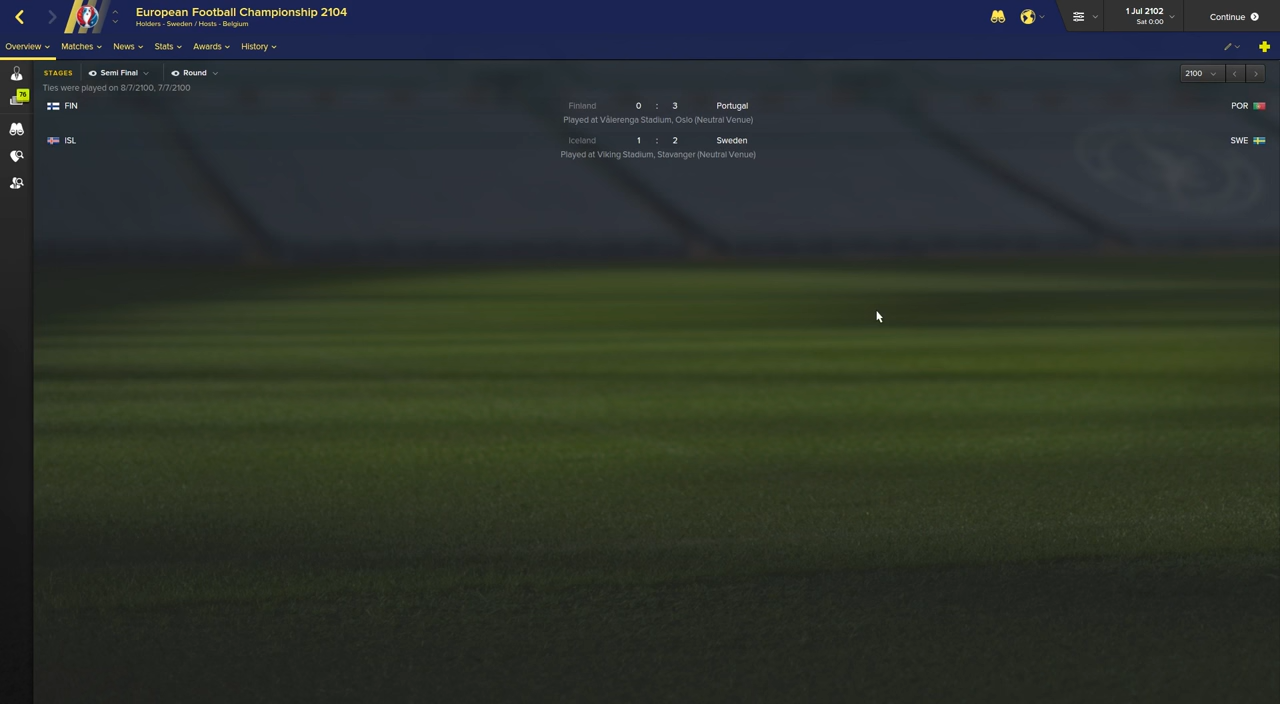 European Football Championship 2104
Holders - Sweden / Hosts - Belgium
1 Jul 2102
Sat 0:00
Continue
Overview
Matches
News
Stats
Awards
History
STAGES
Semi Final
Round
2100
Ties were played on 8/7/2100, 7/7/2100
76
FIN Finland 0 : 3 Portugal POR
Played at Vålerenga Stadium, Oslo (Neutral Venue)
ISL Iceland 1 : 2 Sweden SWE
Played at Viking Stadium, Stavanger (Neutral Venue)